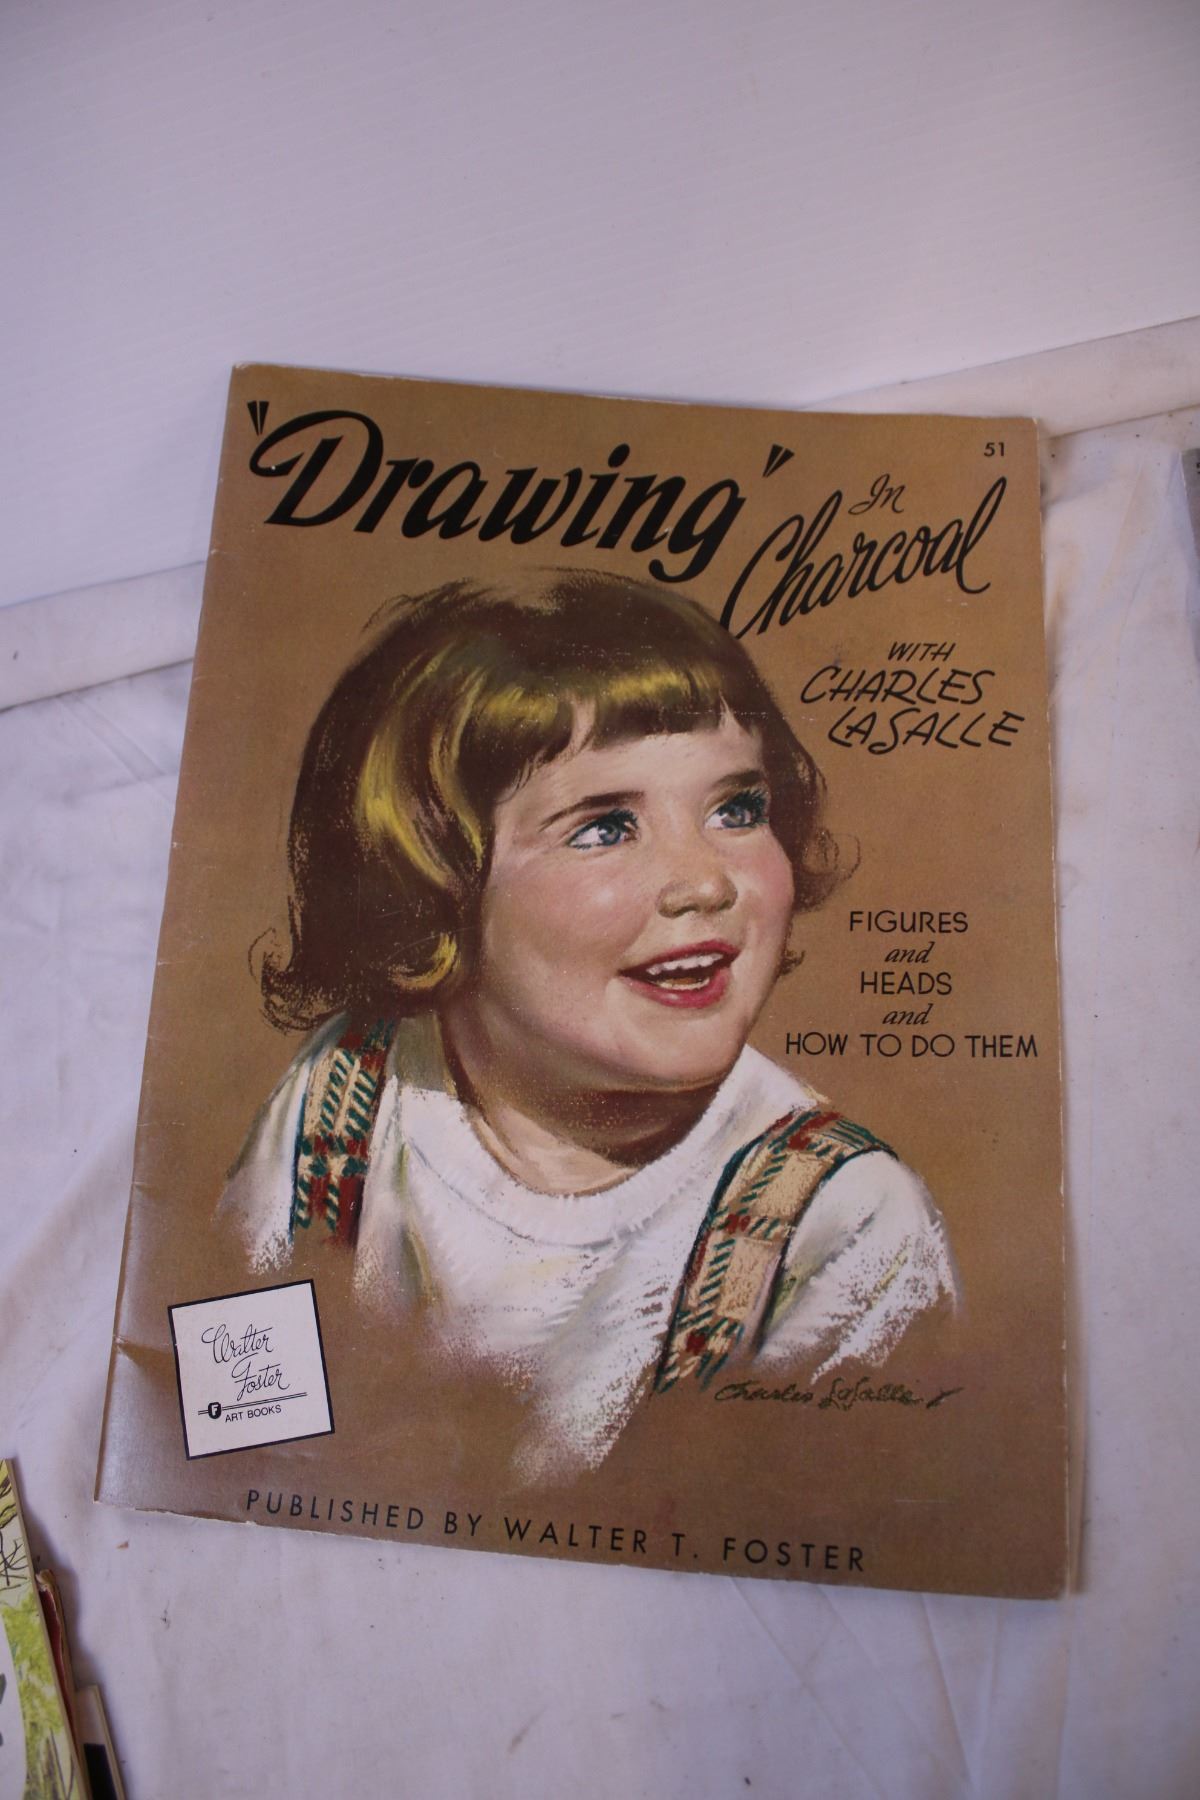 51
"Drawing"
In
Charcoal
WITH
CHARLES
LASALLE
FIGURES
and
HEADS
and
HOW TO DO THEM
Charles LaSalle
Walter
Foster
F
ART BOOKS
PUBLISHED BY WALTER T. FOSTER